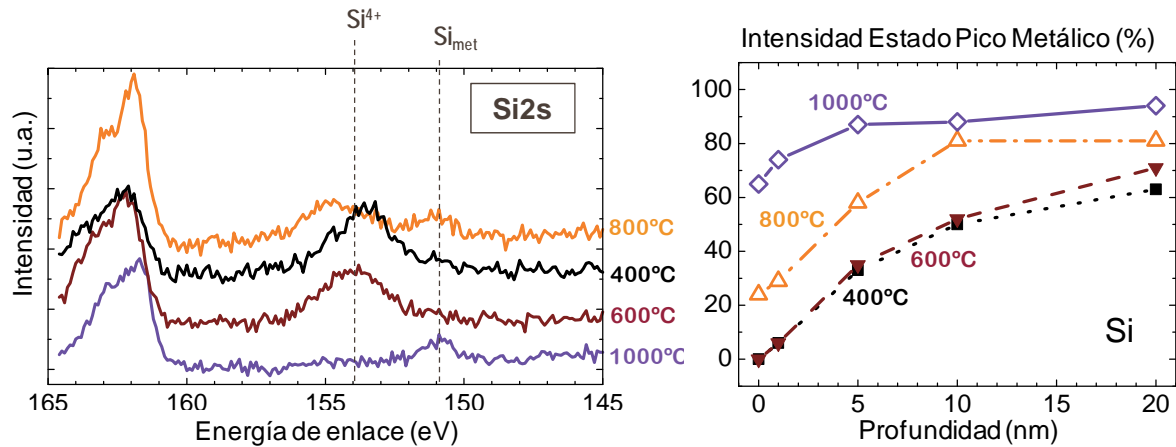 Si4+
Simet
Si2s
Intensidad (u.a.)
800ºC
400ºC
600ºC
1000ºC
165 160 155 150 145
Energía de enlace (eV)
Intensidad Estado Pico Metálico (%)
100
80
60
40
20
0
1000ºC
800ºC
600ºC
400ºC
Si
0 5 10 15 20
Profundidad (nm)